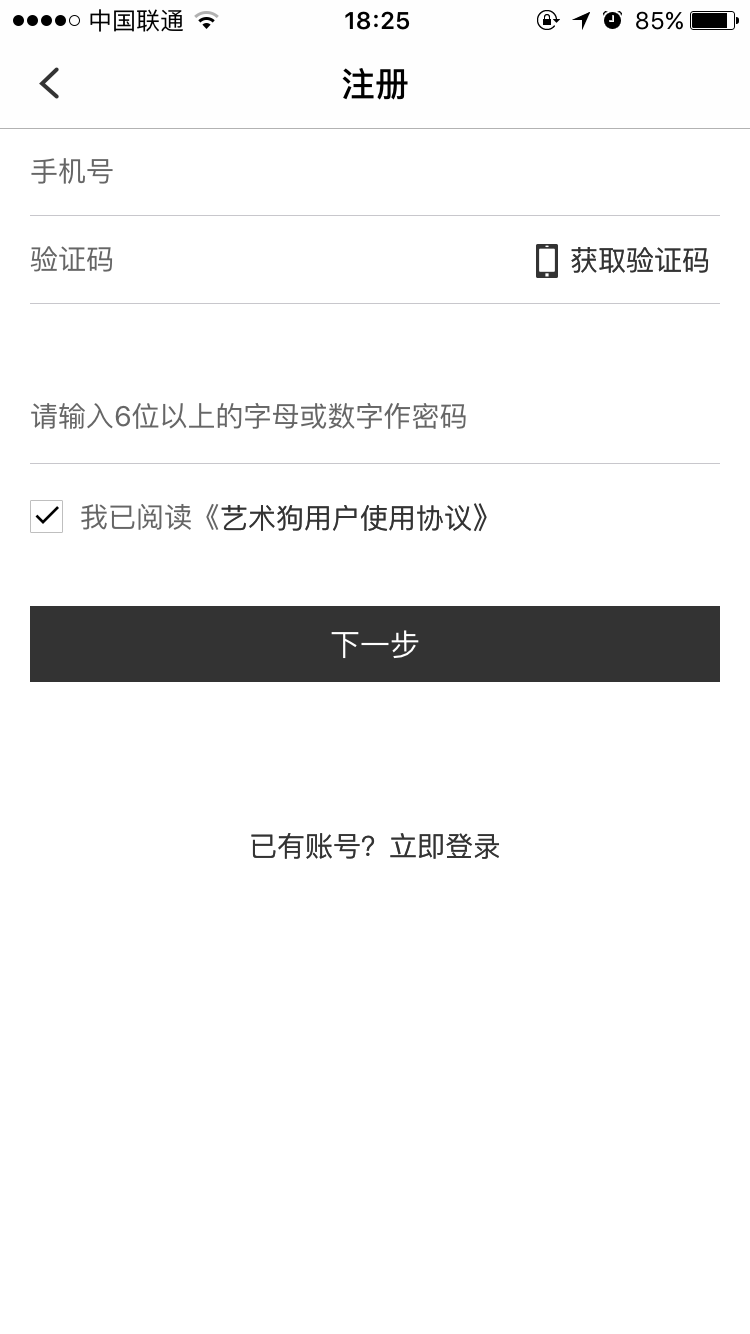 中国联通 18:25 85%
注册
手机号
验证码 获取验证码
请输入6位以上的字母或数字作密码
我已阅读《艺术狗用户使用协议》
下一步
已有账号？立即登录